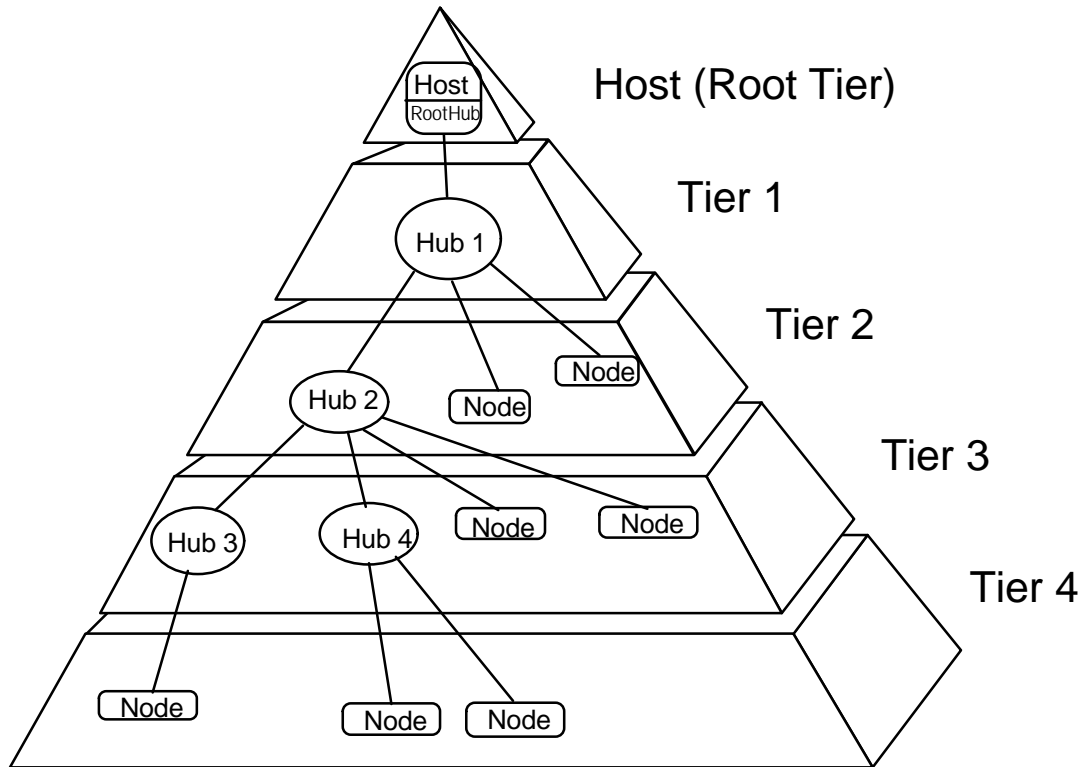 Host
RootHub
Host (Root Tier)
Tier 1
Hub 1
Tier 2
Node
Hub 2
Node
Tier 3
Hub 3
Hub 4
Node
Node
Tier 4
Node
Node
Node